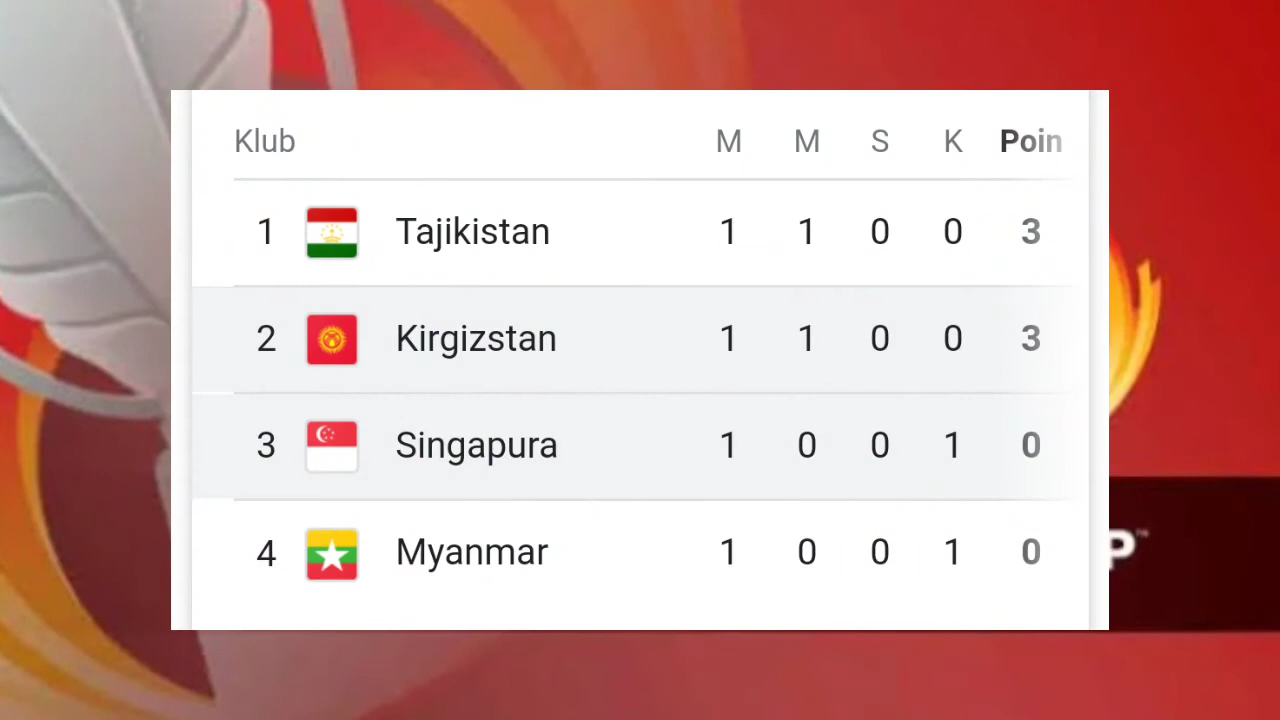 Klub M M S K Poin
1 Tajikistan 1 1 0 0 3
2 Kirgizstan 1 1 0 0 3
3 Singapura 1 0 0 1 0
4 Myanmar 1 0 0 1 0
P™